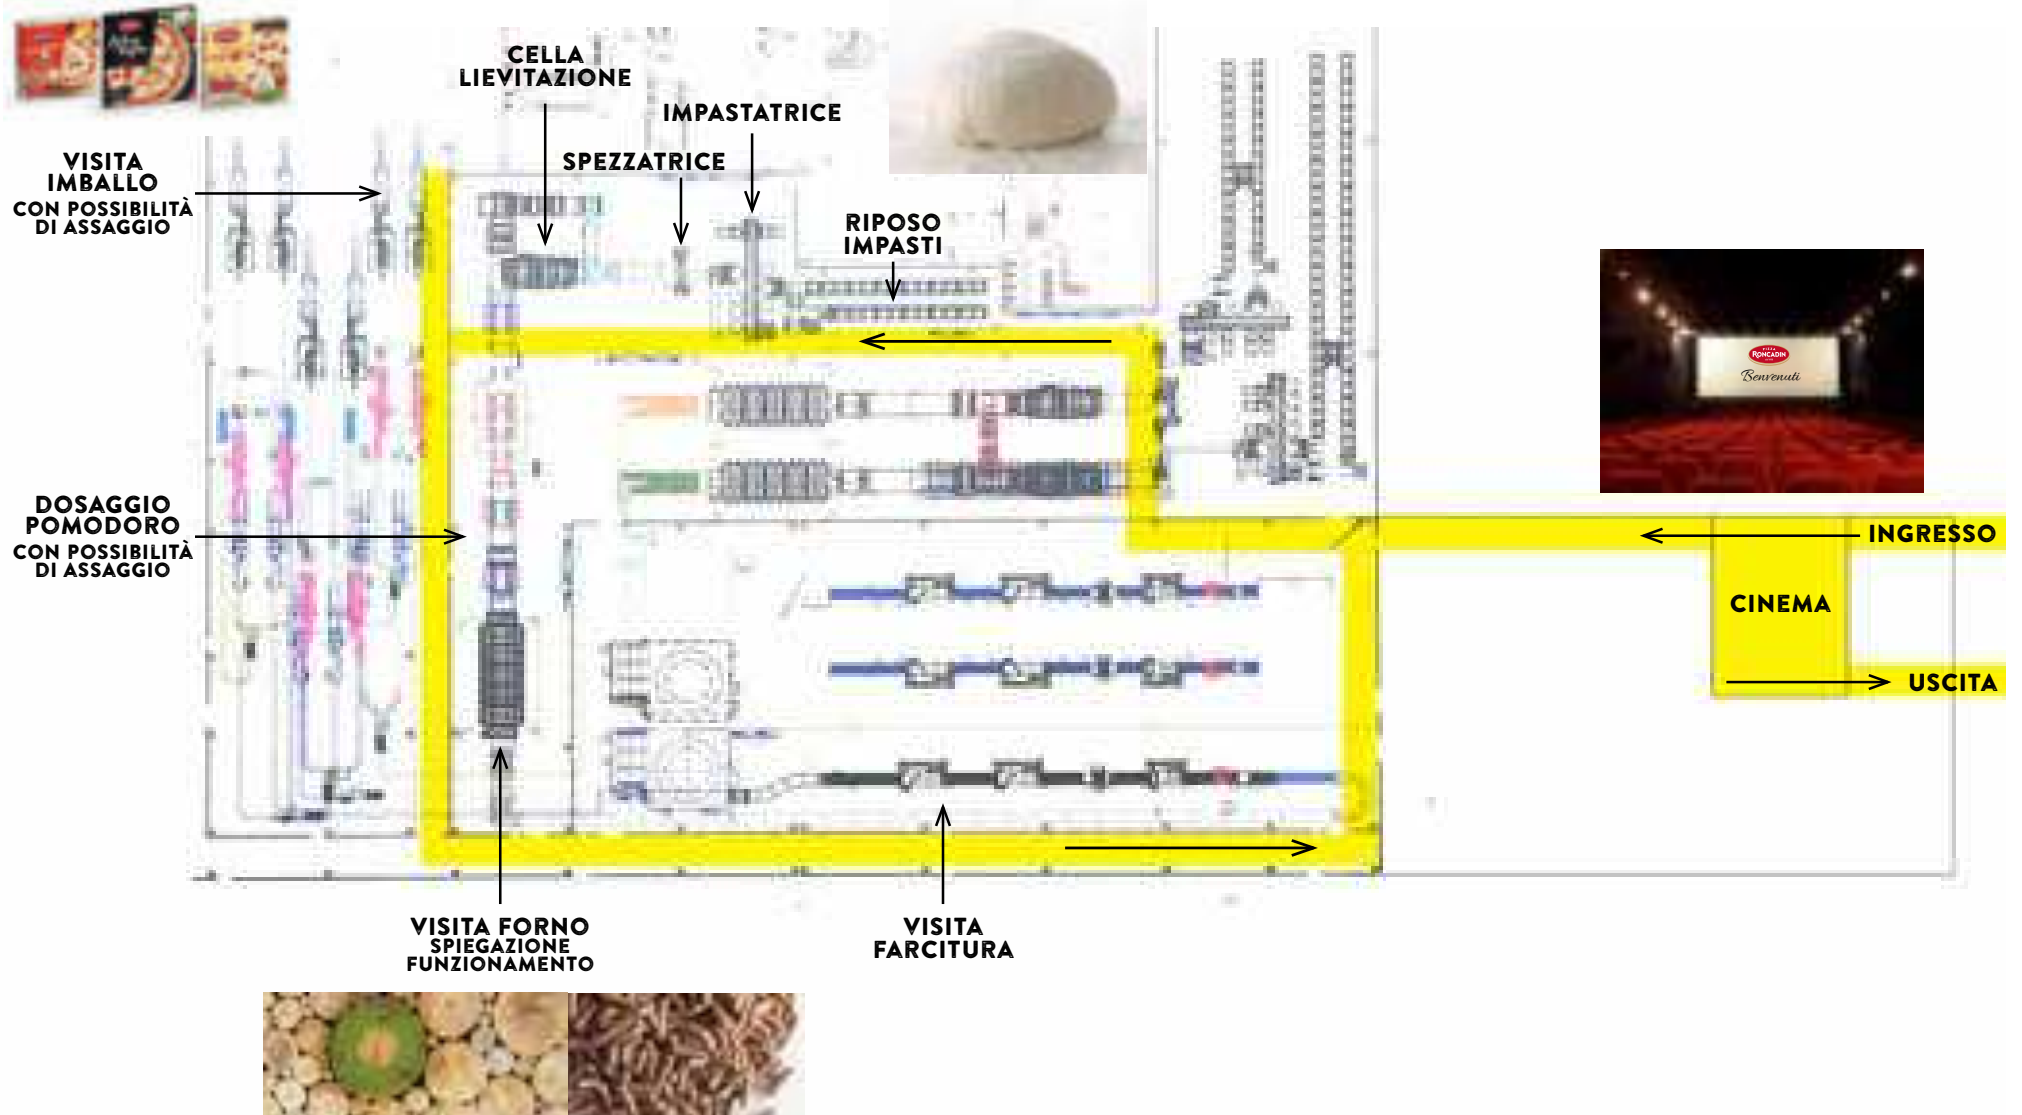 CELLA
LIEVITAZIONE
IMPASTATRICE
SPEZZATRICE
VISITA
IMBALLO
CON POSSIBILITÀ
DI ASSAGGIO
RIPOSO
IMPASTI
RONCADIN
Benvenuti
DOSAGGIO
POMODORO
CON POSSIBILITÀ
DI ASSAGGIO
INGRESSO
CINEMA
USCITA
VISITA FORNO
SPIEGAZIONE
FUNZIONAMENTO
VISITA
FARCITURA